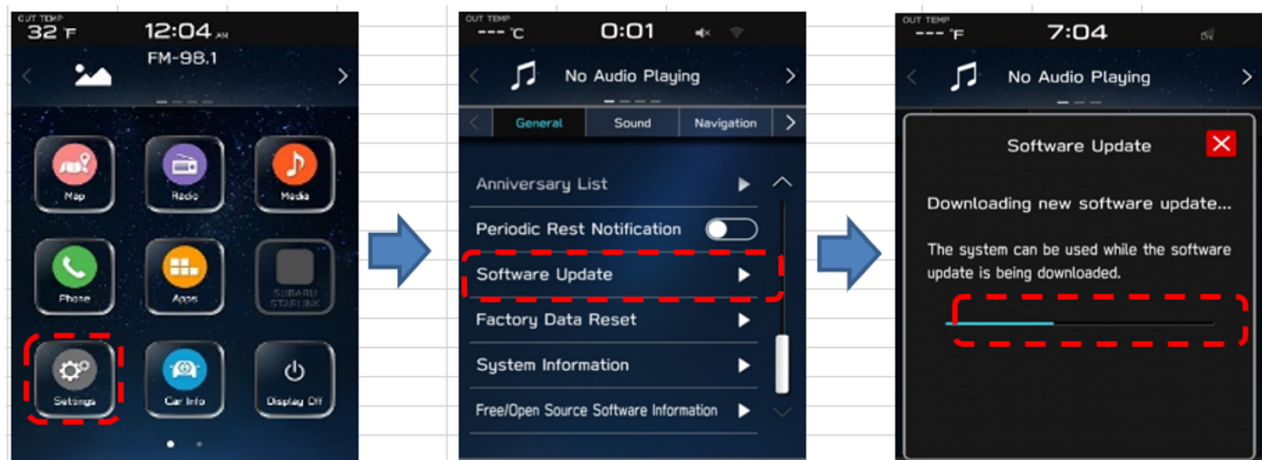 OUT TEMP
32 °F
12:04 AM
FM-98.1
Map
Radio
Media
Phone
Apps
SUBARU
STARLINK
Settings
Car Info
Display Off
OUT TEMP
--- °C
0:01
No Audio Playing
General
Sound
Navigation
Anniversary List
Periodic Rest Notification
Software Update
Factory Data Reset
System Information
Free/Open Source Software Information
OUT TEMP
--- °F
7:04
No Audio Playing
Software Update
Downloading new software update...
The system can be used while the software
update is being downloaded.